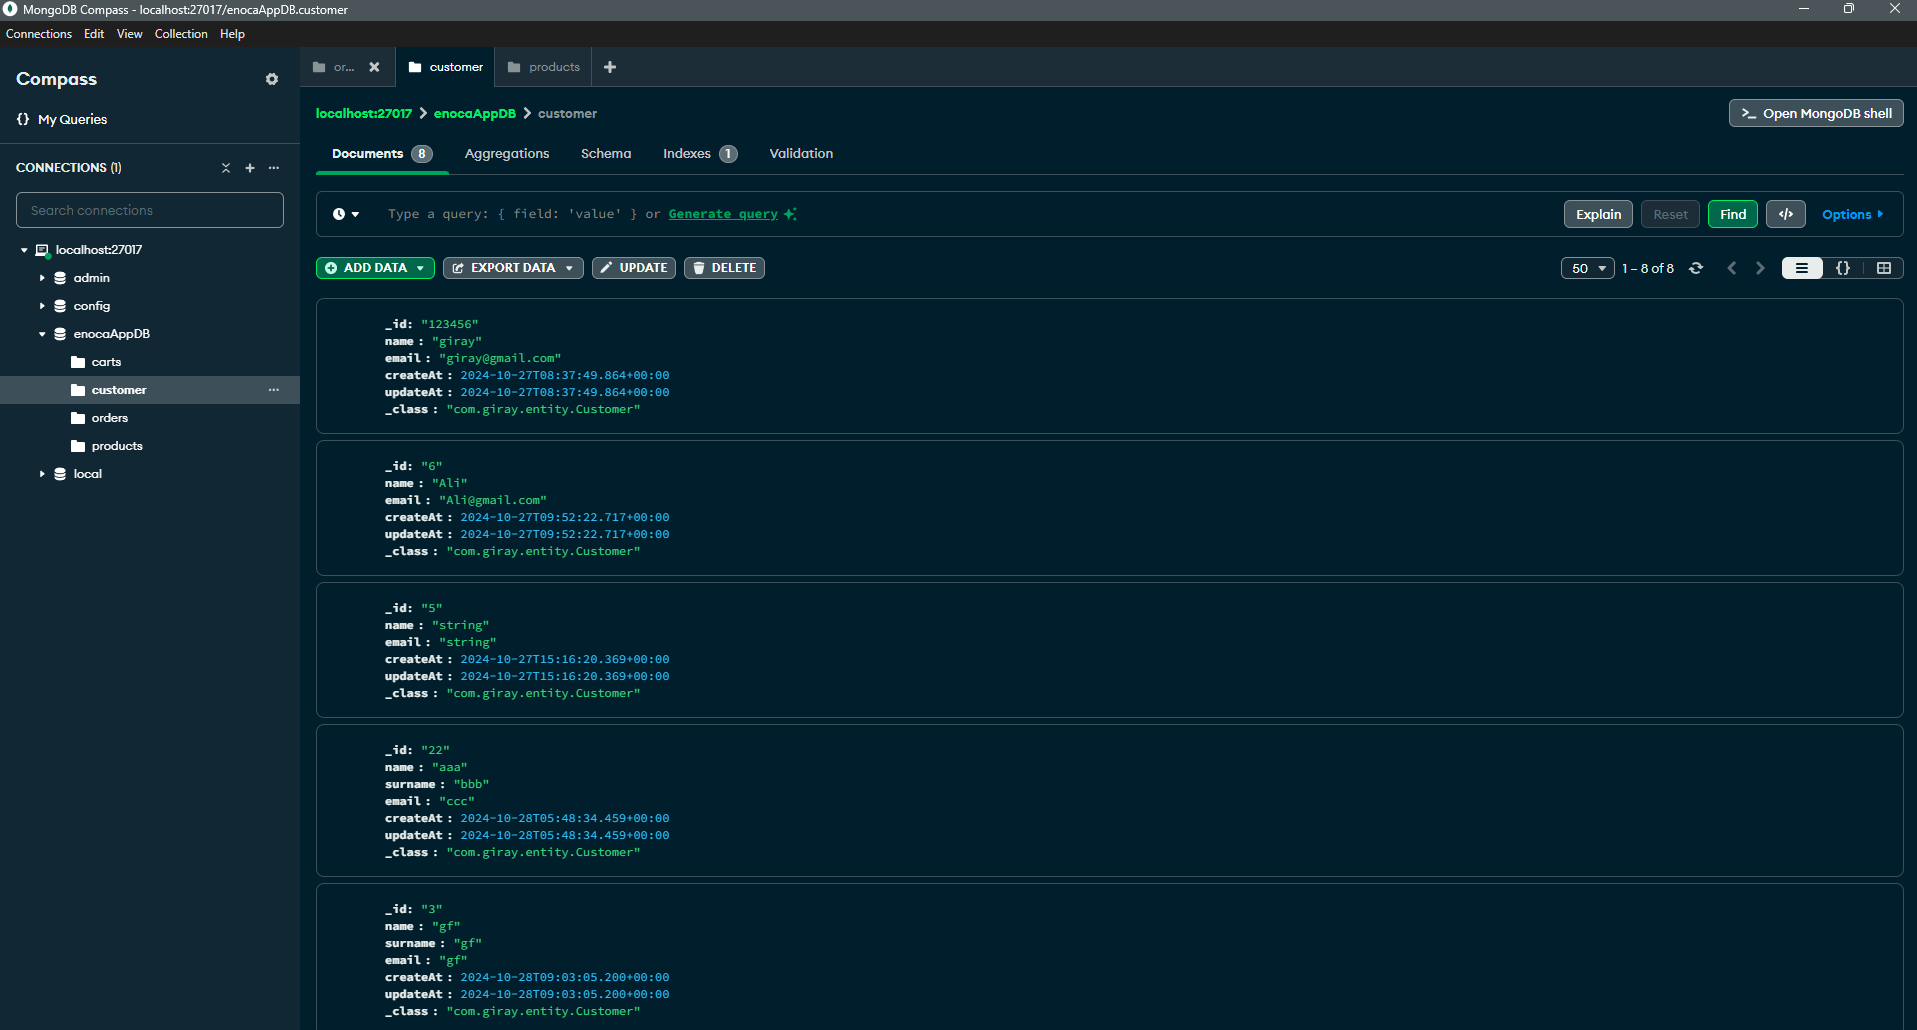 MongoDB Compass - localhost:27017/enocaAppDB.customer
Connections Edit View Collection Help
Compass
{} My Queries
CONNECTIONS (1)
Search connections
localhost:27017
admin
config
enocaAppDB
carts
customer
orders
products
local
or... customer products
localhost:27017 > enocaAppDB > customer
>_ Open MongoDB shell
Documents 8 Aggregations Schema Indexes 1 Validation
Type a query: { field: 'value' } or Generate query
Explain Reset Find </> Options
ADD DATA EXPORT DATA UPDATE DELETE
50 1 – 8 of 8 {}
_id: "123456"
name : "giray"
email : "giray@gmail.com"
createAt : 2024-10-27T08:37:49.864+00:00
updateAt : 2024-10-27T08:37:49.864+00:00
_class : "com.giray.entity.Customer"
_id: "6"
name : "Ali"
email : "Ali@gmail.com"
createAt : 2024-10-27T09:52:22.717+00:00
updateAt : 2024-10-27T09:52:22.717+00:00
_class : "com.giray.entity.Customer"
_id: "5"
name : "string"
email : "string"
createAt : 2024-10-27T15:16:20.369+00:00
updateAt : 2024-10-27T15:16:20.369+00:00
_class : "com.giray.entity.Customer"
_id: "22"
name : "aaa"
surname : "bbb"
email : "ccc"
createAt : 2024-10-28T05:48:34.459+00:00
updateAt : 2024-10-28T05:48:34.459+00:00
_class : "com.giray.entity.Customer"
_id: "3"
name : "gf"
surname : "gf"
email : "gf"
createAt : 2024-10-28T09:03:05.200+00:00
updateAt : 2024-10-28T09:03:05.200+00:00
_class : "com.giray.entity.Customer"